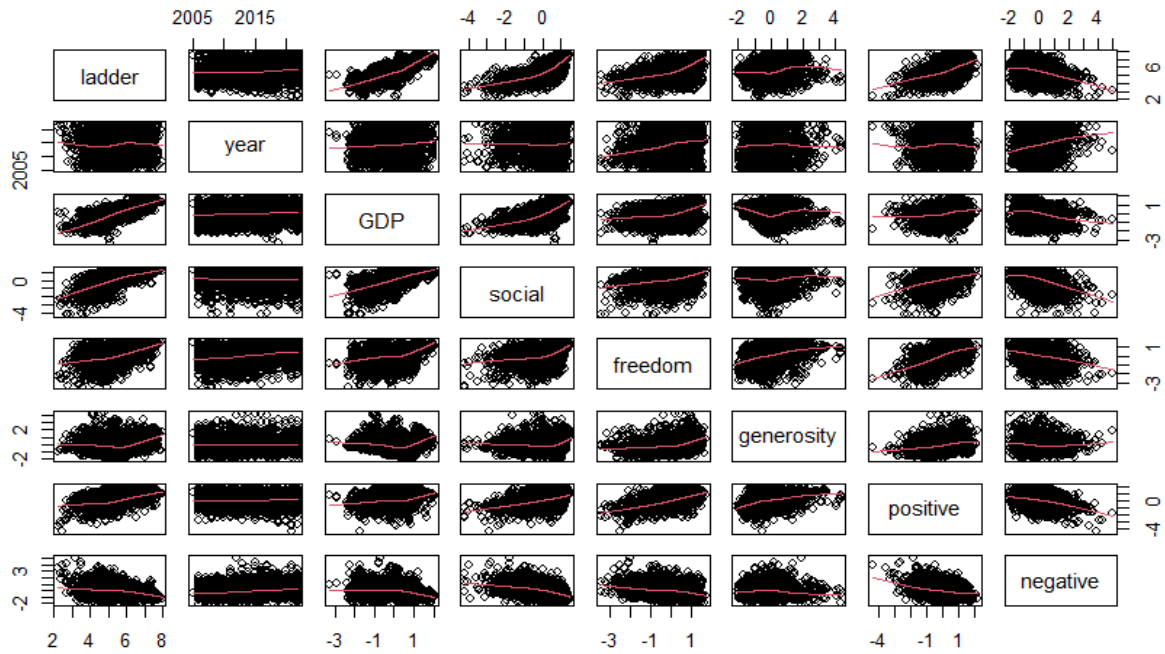 2005 2015 -4 -2 0 -2 0 2 4 -2 0 2 4
ladder
2 6
2005
year
GDP
-3 1
-4 0
social
freedom
-3 1
-2 2
generosity
positive
-4 0
-2 3
negative
2 4 6 8 -3 -1 1 -3 -1 1 -4 -2 0